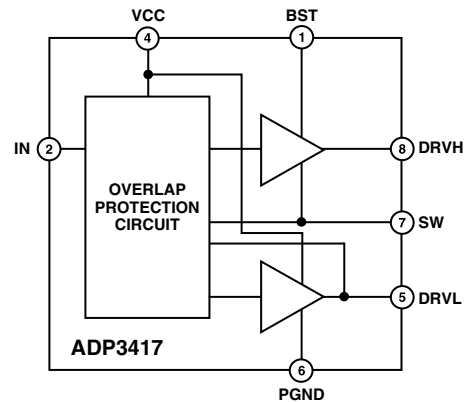 VCC
BST
4
1
IN
2
8
DRVH
OVERLAP
PROTECTION
CIRCUIT
7
SW
5
DRVL
ADP3417
6
PGND